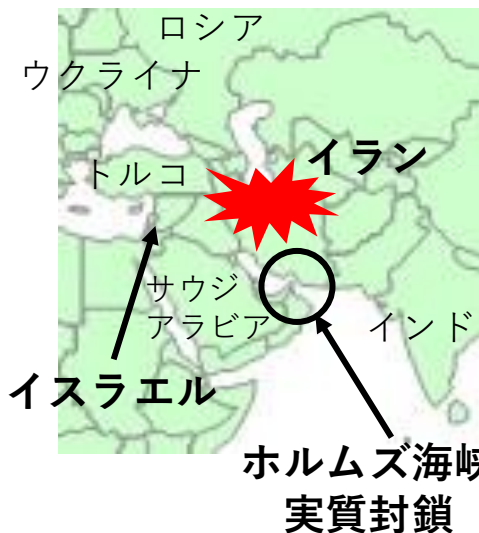 ロシア
ウクライナ
イラン
トルコ
サウジ
アラビア
インド
イスラエル
ホルムズ海峡
実質封鎖